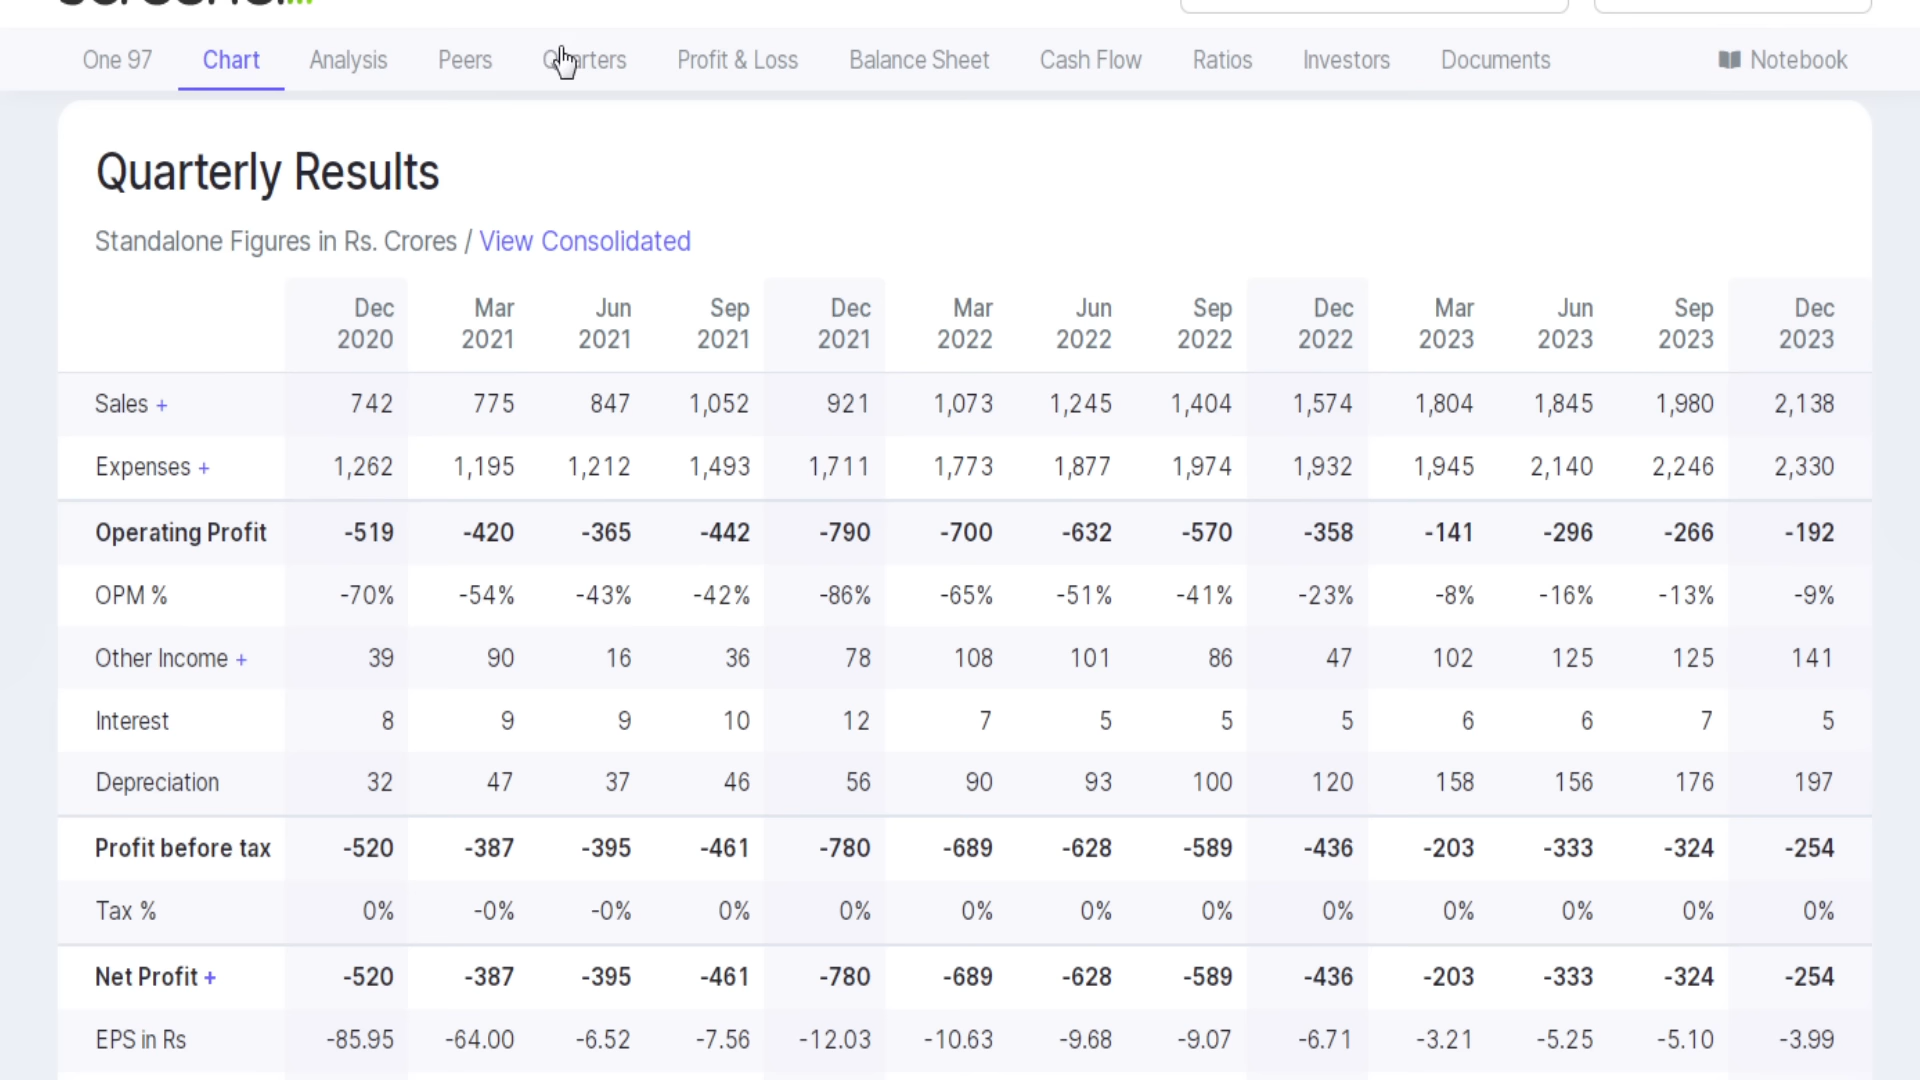 One 97 Chart Analysis Peers Quarters Profit & Loss Balance Sheet Cash Flow Ratios Investors Documents Notebook
Quarterly Results
Standalone Figures in Rs. Crores / View Consolidated
Dec 2020 Mar 2021 Jun 2021 Sep 2021 Dec 2021 Mar 2022 Jun 2022 Sep 2022 Dec 2022 Mar 2023 Jun 2023 Sep 2023 Dec 2023
Sales + 742 775 847 1,052 921 1,073 1,245 1,404 1,574 1,804 1,845 1,980 2,138
Expenses + 1,262 1,195 1,212 1,493 1,711 1,773 1,877 1,974 1,932 1,945 2,140 2,246 2,330
Operating Profit -519 -420 -365 -442 -790 -700 -632 -570 -358 -141 -296 -266 -192
OPM % -70% -54% -43% -42% -86% -65% -51% -41% -23% -8% -16% -13% -9%
Other Income + 39 90 16 36 78 108 101 86 47 102 125 125 141
Interest 8 9 9 10 12 7 5 5 5 6 6 7 5
Depreciation 32 47 37 46 56 90 93 100 120 158 156 176 197
Profit before tax -520 -387 -395 -461 -780 -689 -628 -589 -436 -203 -333 -324 -254
Tax % 0% -0% -0% 0% 0% 0% 0% 0% 0% 0% 0% 0% 0%
Net Profit + -520 -387 -395 -461 -780 -689 -628 -589 -436 -203 -333 -324 -254
EPS in Rs -85.95 -64.00 -6.52 -7.56 -12.03 -10.63 -9.68 -9.07 -6.71 -3.21 -5.25 -5.10 -3.99